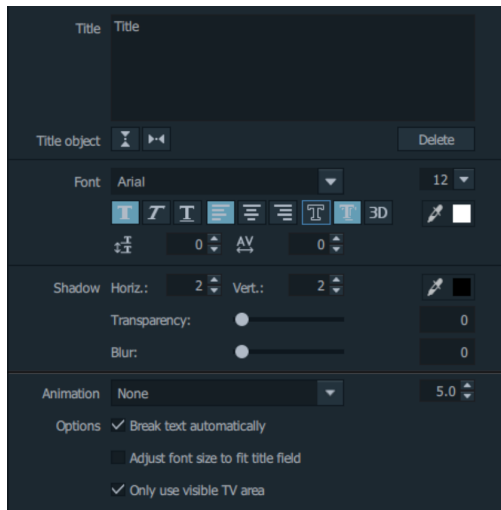 Title Title
Title object Delete
Font Arial 12
T T T T T 3D
T 0 AV 0
Shadow Horiz.: 2 Vert.: 2
Transparency: 0
Blur: 0
Animation None 5.0
Options Break text automatically
Adjust font size to fit title field
Only use visible TV area